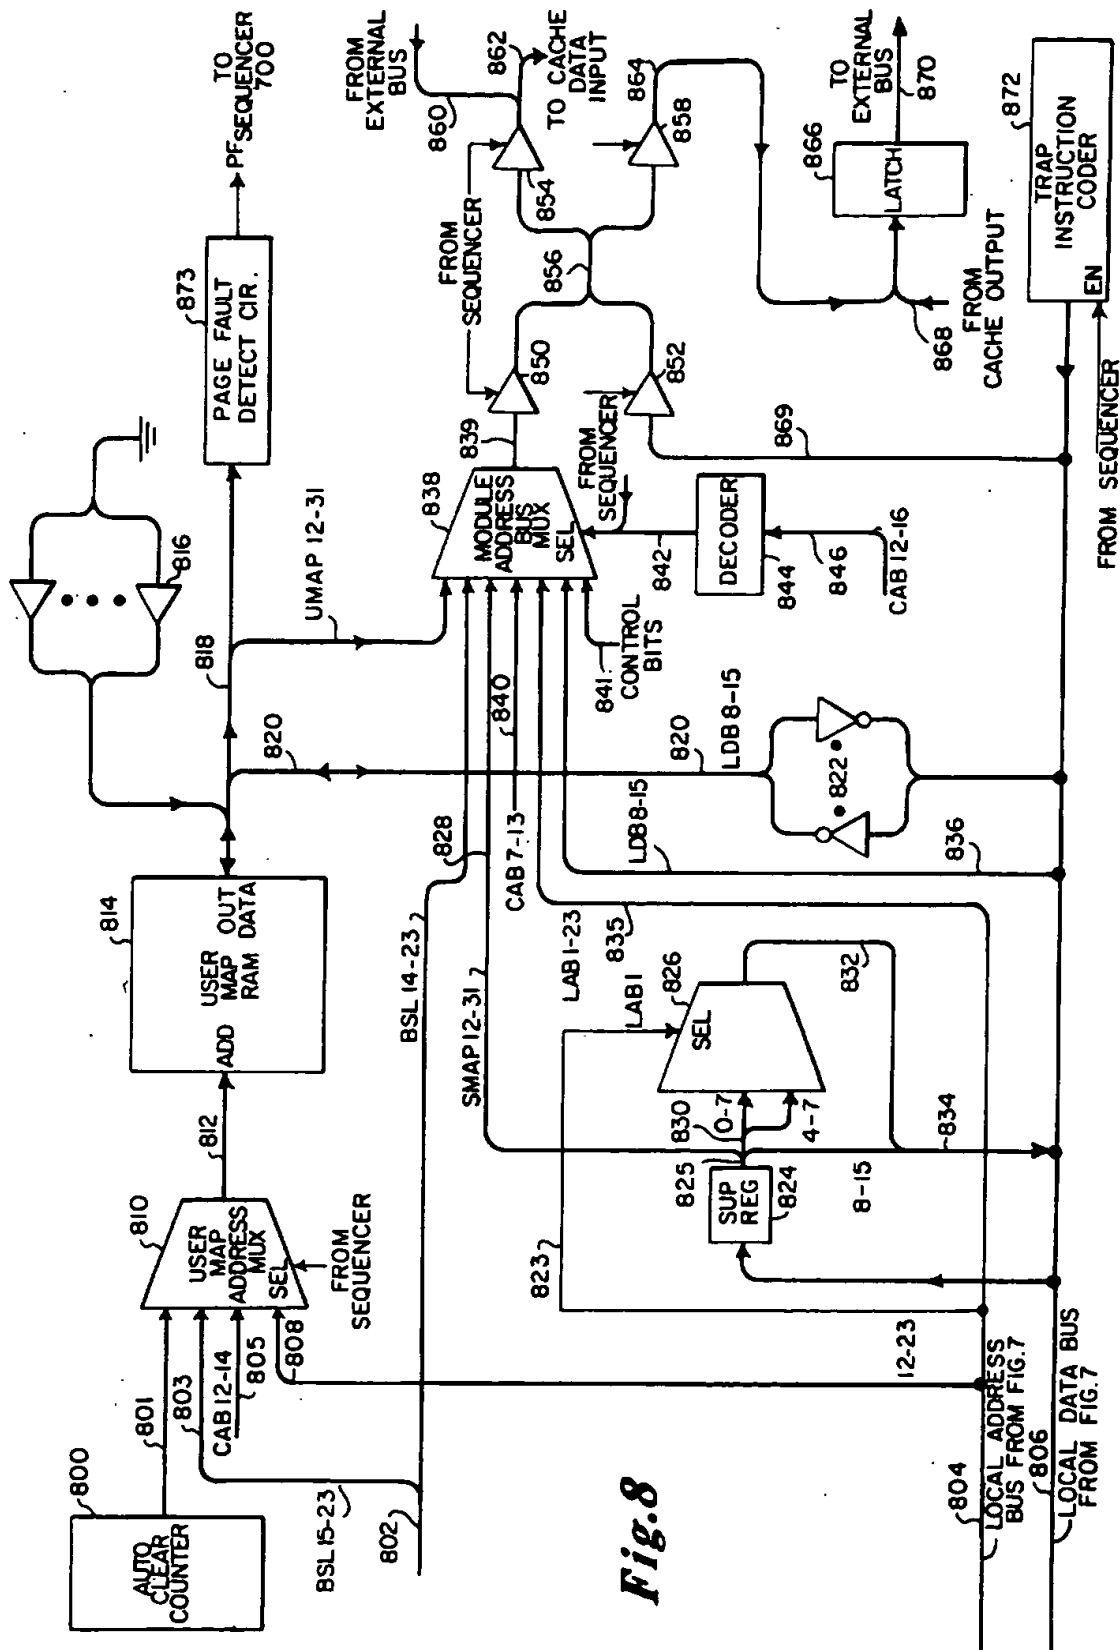 TO
PF SEQUENCER
700
873
PAGE FAULT
DETECT CIR.
816
818
UMAP 12-31
820
814
USER
MAP
RAM
ADD
OUT
DATA
812
810
USER
MAP
ADDRESS
MUX
SEL
FROM
SEQUENCER
800
AUTO
CLEAR
COUNTER
801
803
CAB 12-14
805
808
BSL 15-23
802
BSL 14-23
828
SMAP 12-31
CAB 7-13
840
841
CONTROL
BITS
838
MODULE
ADDRESS
BUS
MUX
SEL
839
FROM
SEQUENCER
842
DECODER
844
846
CAB 12-16
FROM
SEQUENCER
850
852
856
854
858
860
FROM
EXTERNAL
BUS
862
TO CACHE
DATA
INPUT
864
866
LATCH
868
FROM
CACHE OUTPUT
TO
EXTERNAL
BUS
870
872
TRAP
INSTRUCTION
CODER
EN
FROM SEQUENCER
869
820
LDB 8-15
822
LDB 8-15
836
LAB 1-23
835
LAB 1
826
SEL
832
830
0-7
4-7
825
SUP
REG
824
8-15
834
823
12-23
804
LOCAL ADDRESS
BUS FROM FIG.7
806
LOCAL DATA BUS
FROM FIG.7
Fig.8